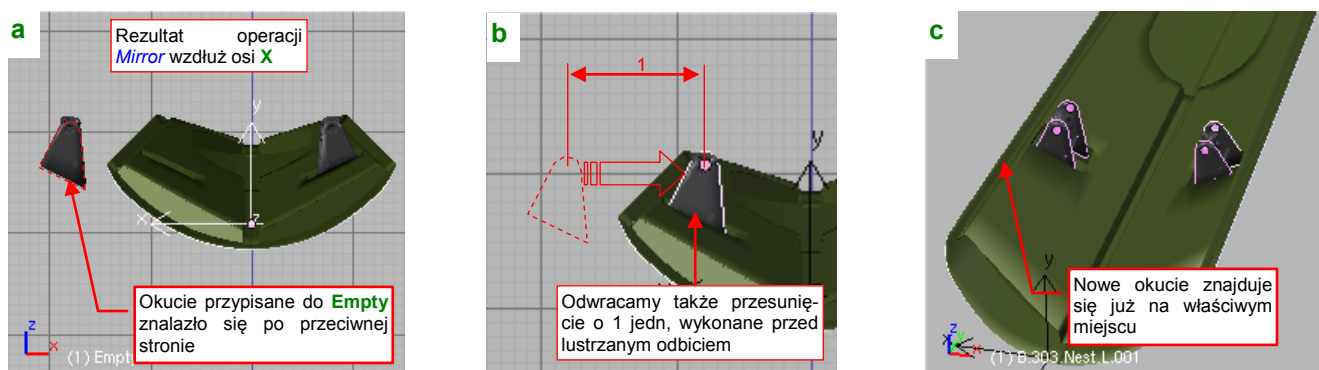 a
Rezultat operacji
Mirror wzdłuż osi X
y
x
z
Okucie przypisane do Empty
znalazło się po przeciwnej
stronie
z
x
(1) Empt
b
1
y
Odwracamy także przesunię-
cie o 1 jedn, wykonane przed
lustrzanym odbiciem
c
y
Nowe okucie znajduje
się już na właściwym
miejscu
z
y
x
x
(1) B.303.Nest.L.001